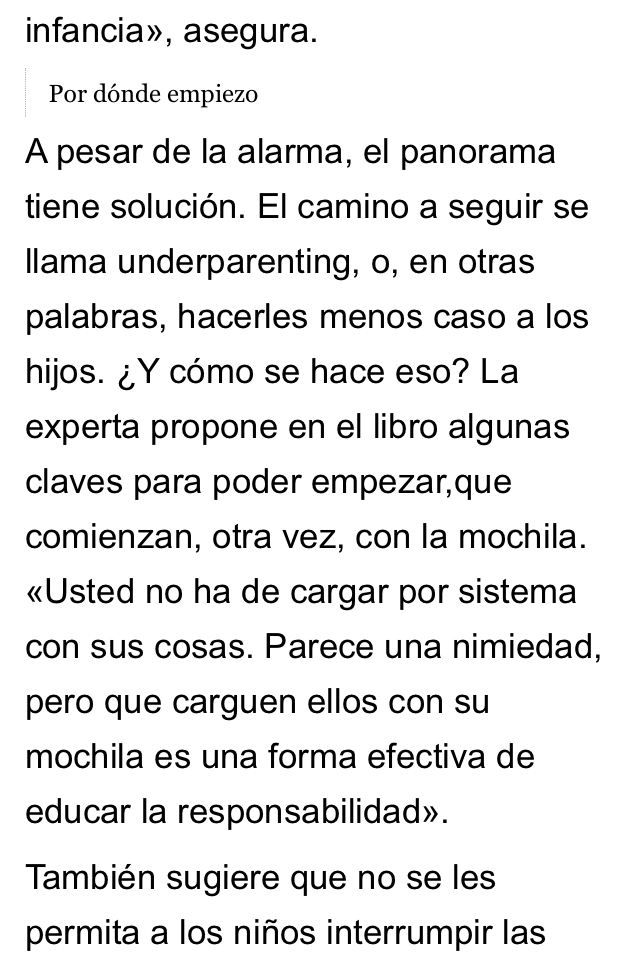 infancia», asegura.
Por dónde empiezo
A pesar de la alarma, el panorama
tiene solución. El camino a seguir se
llama underparenting, o, en otras
palabras, hacerles menos caso a los
hijos. ¿Y cómo se hace eso? La
experta propone en el libro algunas
claves para poder empezar,que
comienzan, otra vez, con la mochila.
«Usted no ha de cargar por sistema
con sus cosas. Parece una nimiedad,
pero que carguen ellos con su
mochila es una forma efectiva de
educar la responsabilidad».
También sugiere que no se les
permita a los niños interrumpir las